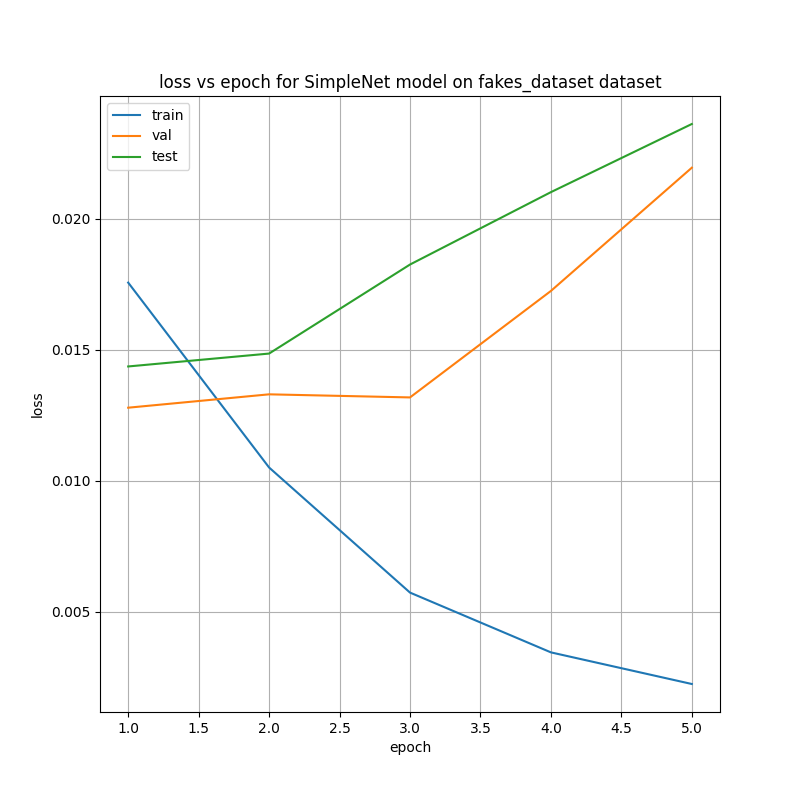 loss vs epoch for SimpleNet model on fakes_dataset dataset
train
val
test
0.020
0.015
0.010
0.005
loss
1.0 1.5 2.0 2.5 3.0 3.5 4.0 4.5 5.0
epoch